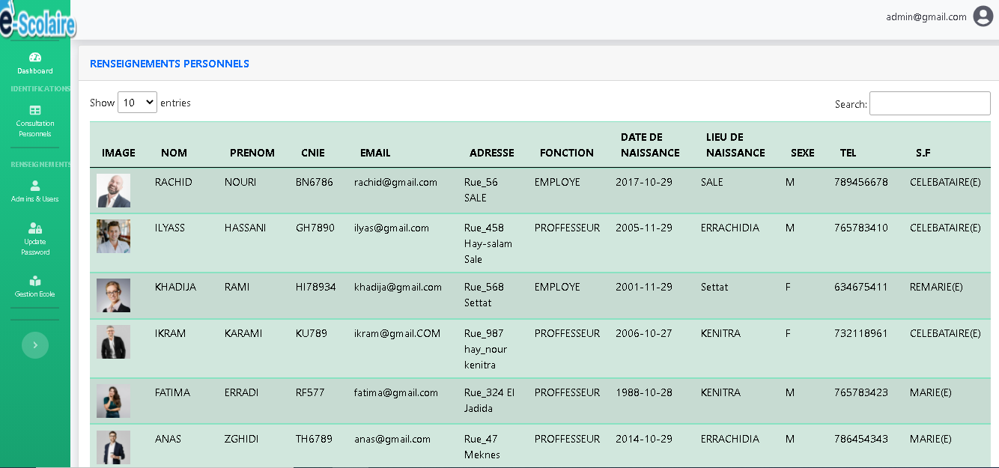 é-Scolaire
admin@gmail.com
Dashboard
IDENTIFICATIONS
Consultation
Personnels
RENSEIGNEMENTS
Admins & Users
Update
Password
Gestion Ecole
RENSEIGNEMENTS PERSONNELS
Show 10 entries
Search:
IMAGE NOM PRENOM CNIE EMAIL ADRESSE FONCTION DATE DE NAISSANCE LIEU DE NAISSANCE SEXE TEL S.F
RACHID NOURI BN6786 rachid@gmail.com Rue_56 SALE EMPLOYE 2017-10-29 SALE M 789456678 CELEBATAIRE(E)
ILYASS HASSANI GH7890 ilyas@gmail.com Rue_458 Hay-salam Sale PROFFESSEUR 2005-11-29 ERRACHIDIA M 765783410 CELEBATAIRE(E)
KHADIJA RAMI HI78934 khadija@gmail.com Rue_568 Settat EMPLOYE 2001-11-29 Settat F 634675411 REMARIE(E)
IKRAM KARAMI KU789 ikram@gmail.COM Rue_987 hay_nour kenitra PROFFESSEUR 2006-10-27 KENITRA F 732118961 CELEBATAIRE(E)
FATIMA ERRADI RF577 fatima@gmail.com Rue_324 El Jadida PROFFESSEUR 1988-10-28 KENITRA M 765783423 MARIE(E)
ANAS ZGHIDI TH6789 anas@gmail.com Rue_47 Meknes PROFFESSEUR 2014-10-29 ERRACHIDIA M 786454343 MARIE(E)